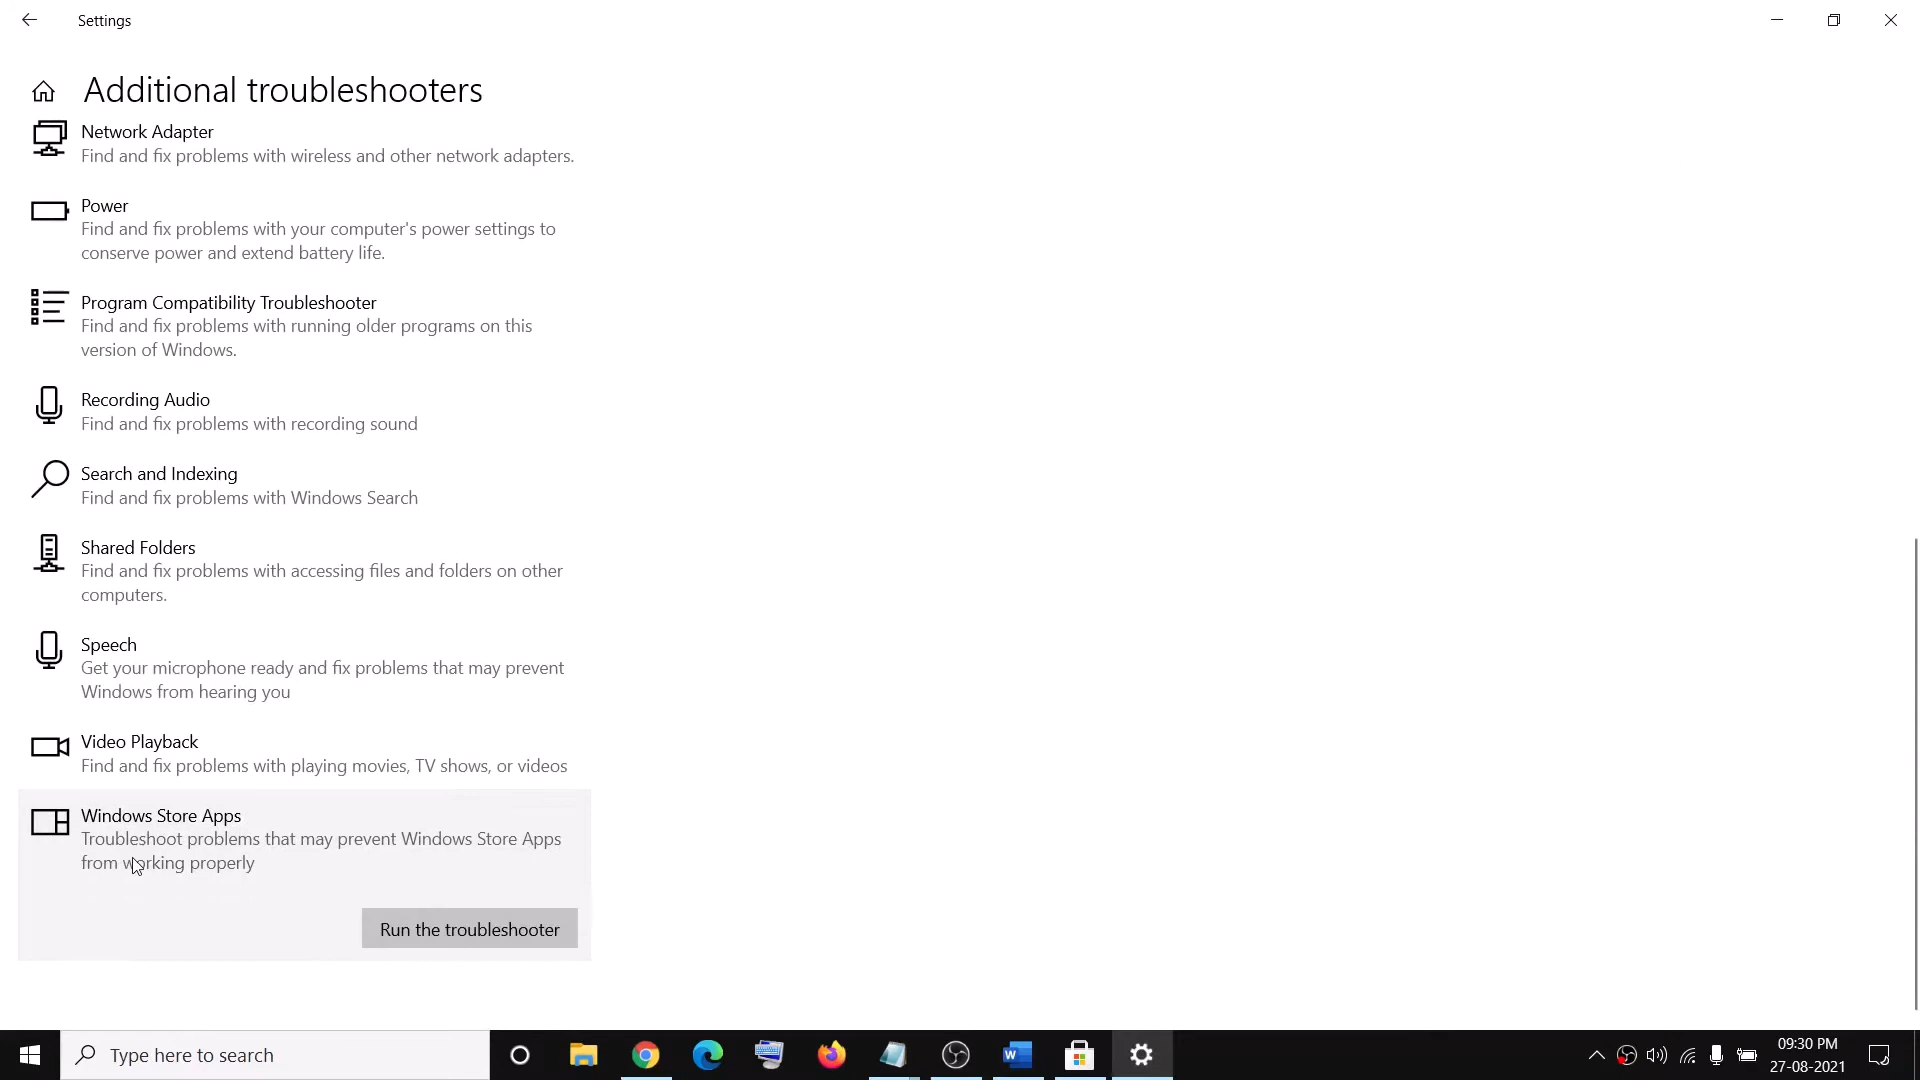 Settings
Additional troubleshooters
Network Adapter
Find and fix problems with wireless and other network adapters.
Power
Find and fix problems with your computer's power settings to
conserve power and extend battery life.
Program Compatibility Troubleshooter
Find and fix problems with running older programs on this
version of Windows.
Recording Audio
Find and fix problems with recording sound
Search and Indexing
Find and fix problems with Windows Search
Shared Folders
Find and fix problems with accessing files and folders on other
computers.
Speech
Get your microphone ready and fix problems that may prevent
Windows from hearing you
Video Playback
Find and fix problems with playing movies, TV shows, or videos
Windows Store Apps
Troubleshoot problems that may prevent Windows Store Apps
from working properly
Run the troubleshooter
Type here to search
09:30 PM
27-08-2021